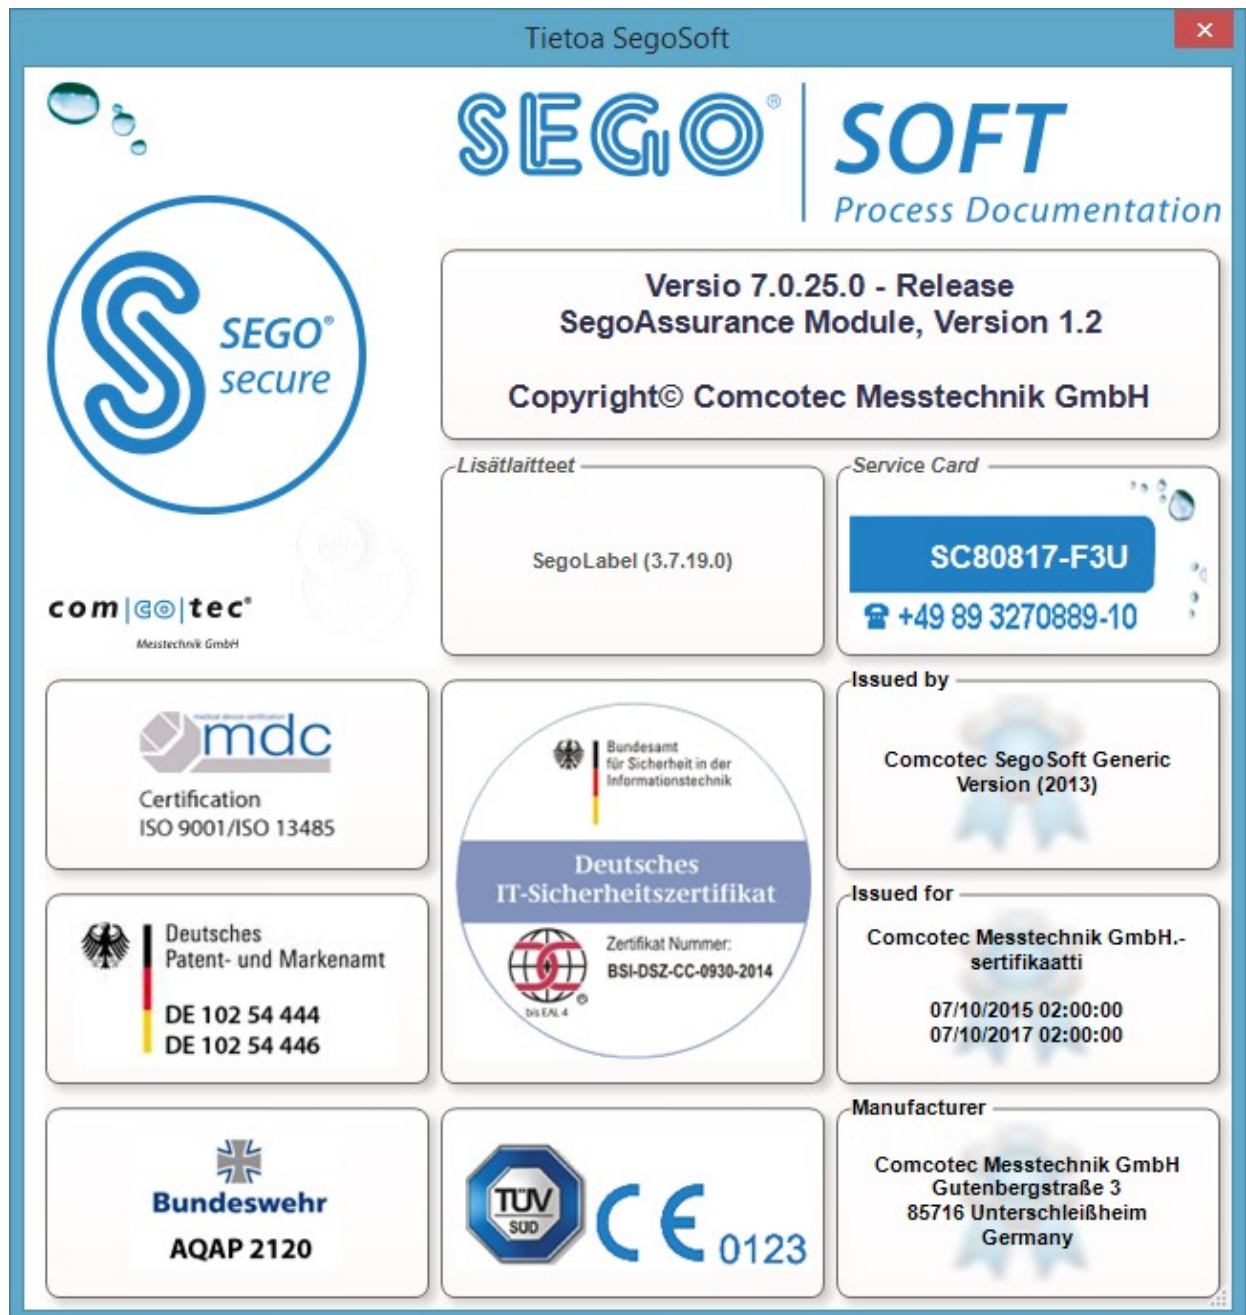 Tietoa SegoSoft
SEGO® SOFT
Process Documentation
SEGO®
secure
Versio 7.0.25.0 - Release
SegoAssurance Module, Version 1.2
Copyright© Comcotec Messtechnik GmbH
com|co|tec®
Messtechnik GmbH
Lisätlaitteet
SegoLabel (3.7.19.0)
Service Card
SC80817-F3U
☎ +49 89 3270889-10
medical device certification
mdc
Certification
ISO 9001/ISO 13485
Bundesamt
für Sicherheit in der
Informationstechnik
Deutsches
IT-Sicherheitszertifikat
Zertifikat Nummer:
BSI-DSZ-CC-0930-2014
bis EAL 4
Issued by
Comcotec SegoSoft Generic
Version (2013)
Deutsches
Patent- und Markenamt
DE 102 54 444
DE 102 54 446
Issued for
Comcotec Messtechnik GmbH.-
sertifikaatti
07/10/2015 02:00:00
07/10/2017 02:00:00
Bundeswehr
AQAP 2120
TÜV
SÜD
CE 0123
Manufacturer
Comcotec Messtechnik GmbH
Gutenbergstraße 3
85716 Unterschleißheim
Germany